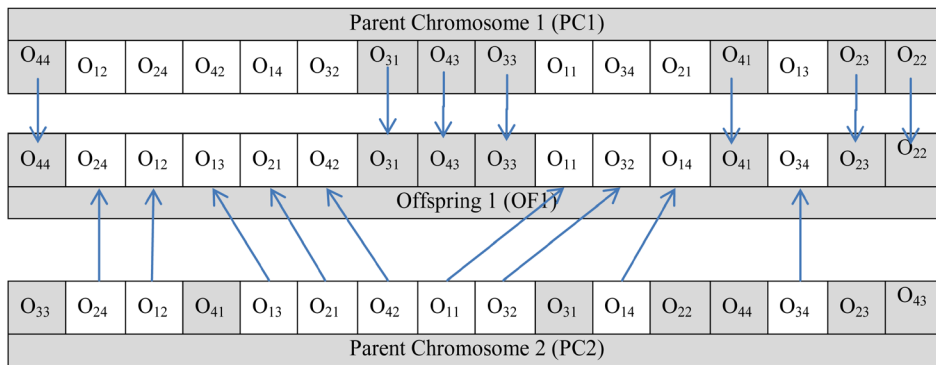 Parent Chromosome 1 (PC1)
O₄₄ O₁₂ O₂₄ O₄₂ O₁₄ O₃₂ O₃₁ O₄₃ O₃₃ O₁₁ O₃₄ O₂₁ O₄₁ O₁₃ O₂₃ O₂₂
O₄₄ O₂₄ O₁₂ O₁₃ O₂₁ O₄₂ O₃₁ O₄₃ O₃₃ O₁₁ O₃₂ O₁₄ O₄₁ O₃₄ O₂₃ O₂₂
Offspring 1 (OF1)
O₃₃ O₂₄ O₁₂ O₄₁ O₁₃ O₂₁ O₄₂ O₁₁ O₃₂ O₃₁ O₁₄ O₂₂ O₄₄ O₃₄ O₂₃ O₄₃
Parent Chromosome 2 (PC2)